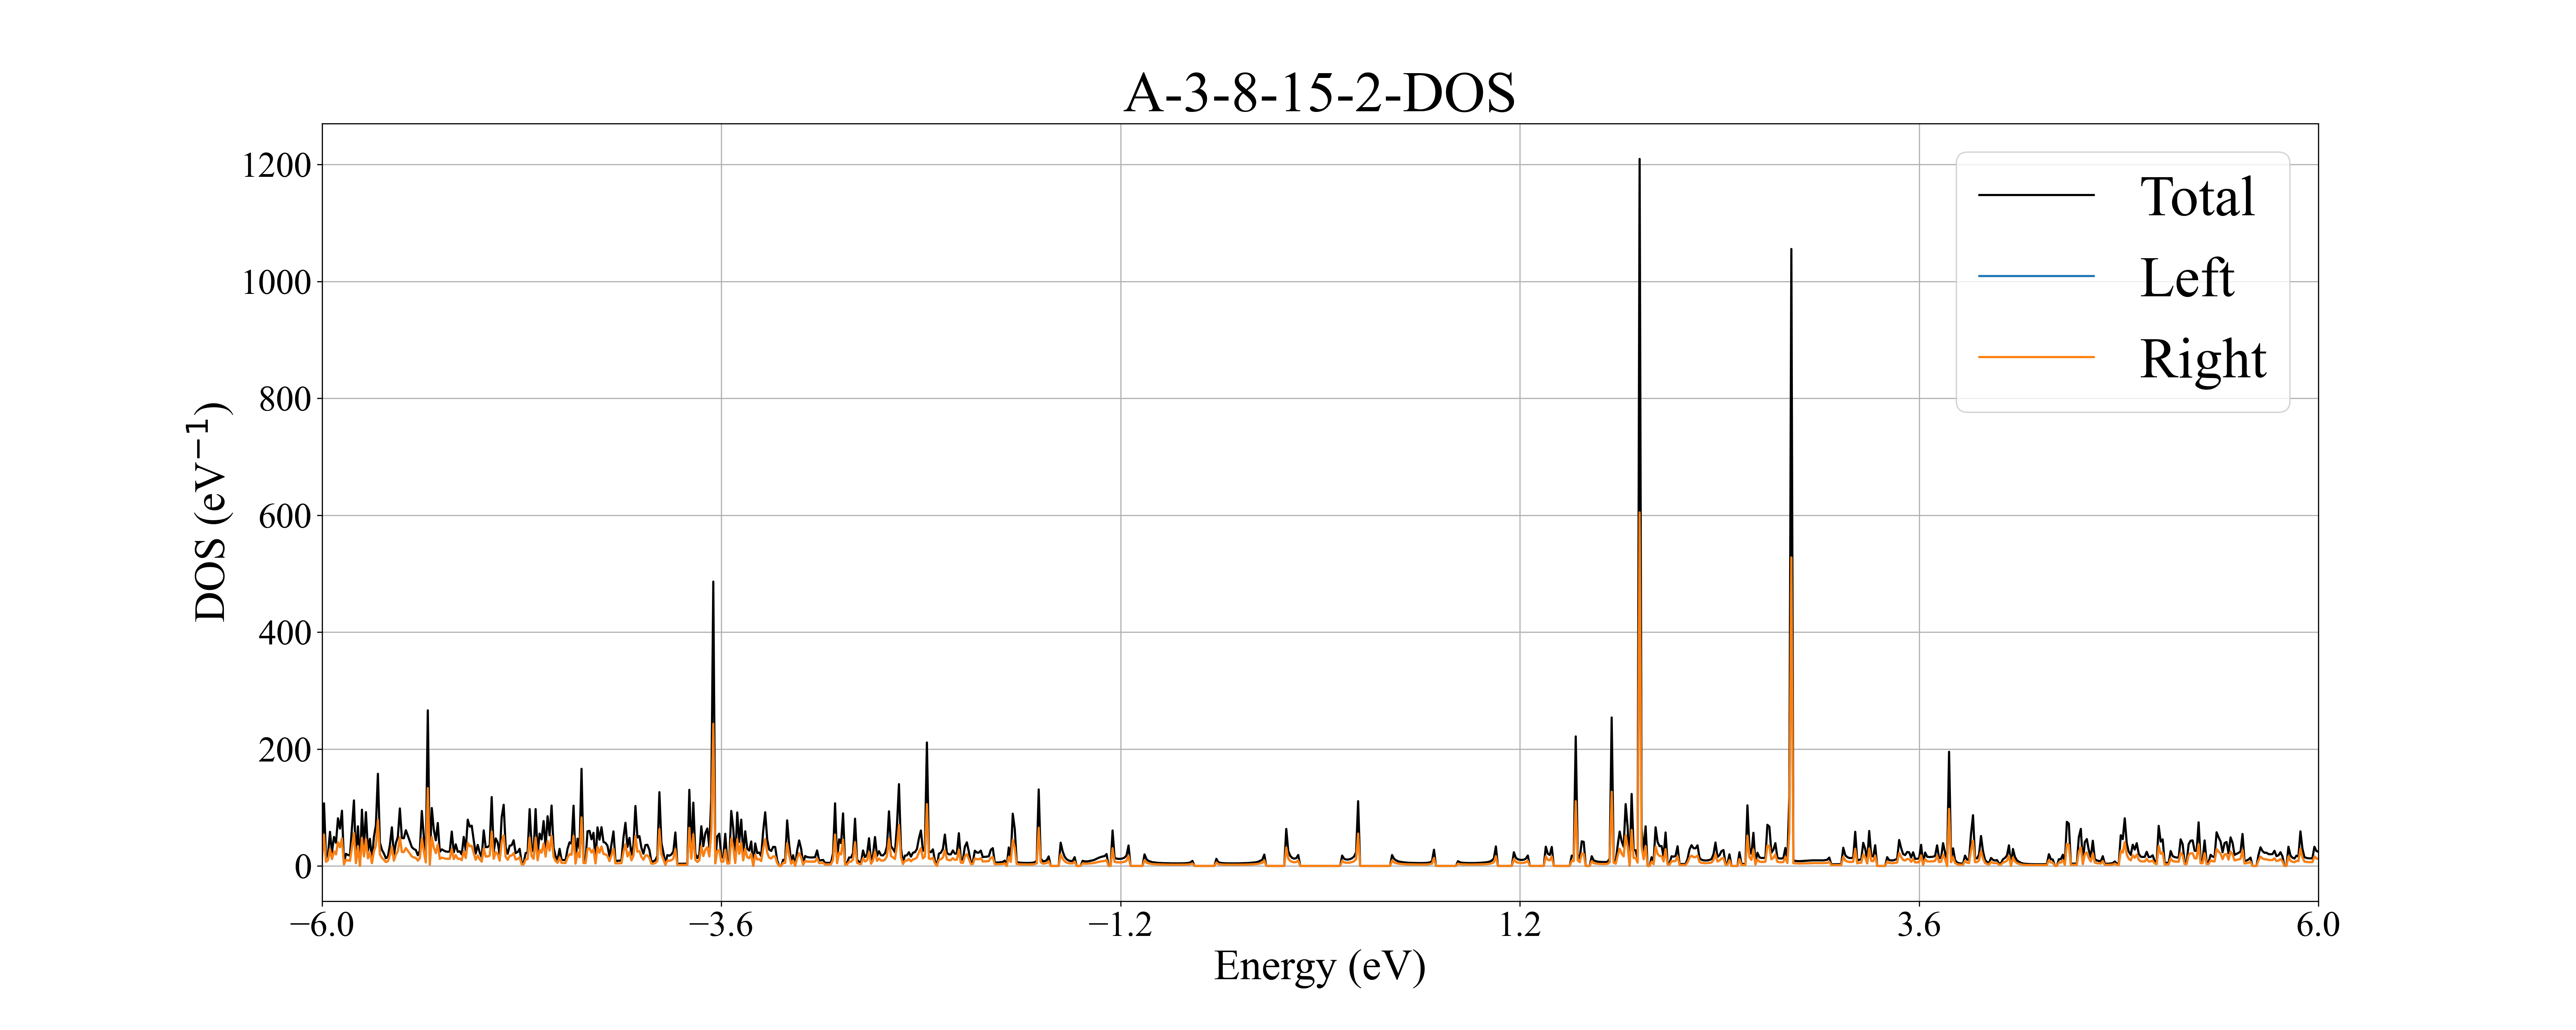 A-3-8-15-2-DOS
1200
1000
800
600
400
200
0
DOS (eV⁻¹)
Total
Left
Right
−6.0 −3.6 −1.2 1.2 3.6 6.0
Energy (eV)